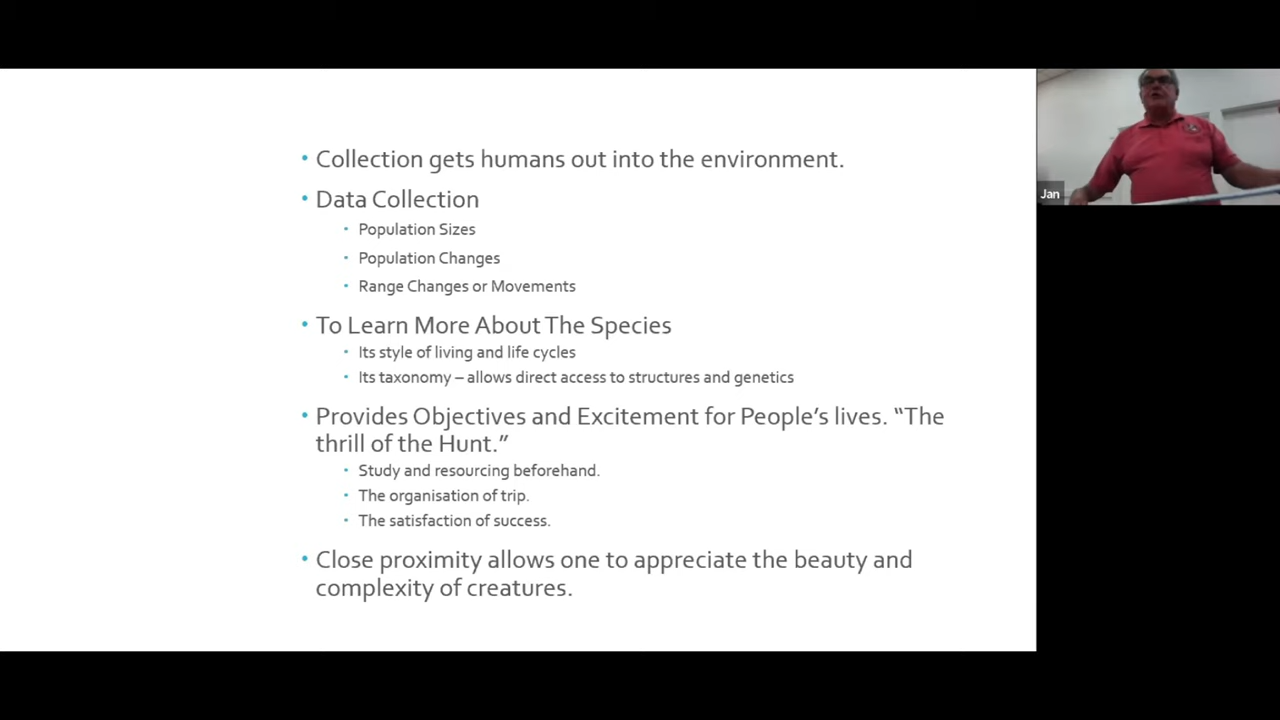 • Collection gets humans out into the environment.
• Data Collection
• Population Sizes
• Population Changes
• Range Changes or Movements
• To Learn More About The Species
• Its style of living and life cycles
• Its taxonomy – allows direct access to structures and genetics
• Provides Objectives and Excitement for People’s lives. “The
thrill of the Hunt.”
• Study and resourcing beforehand.
• The organisation of trip.
• The satisfaction of success.
• Close proximity allows one to appreciate the beauty and
complexity of creatures.
Jan